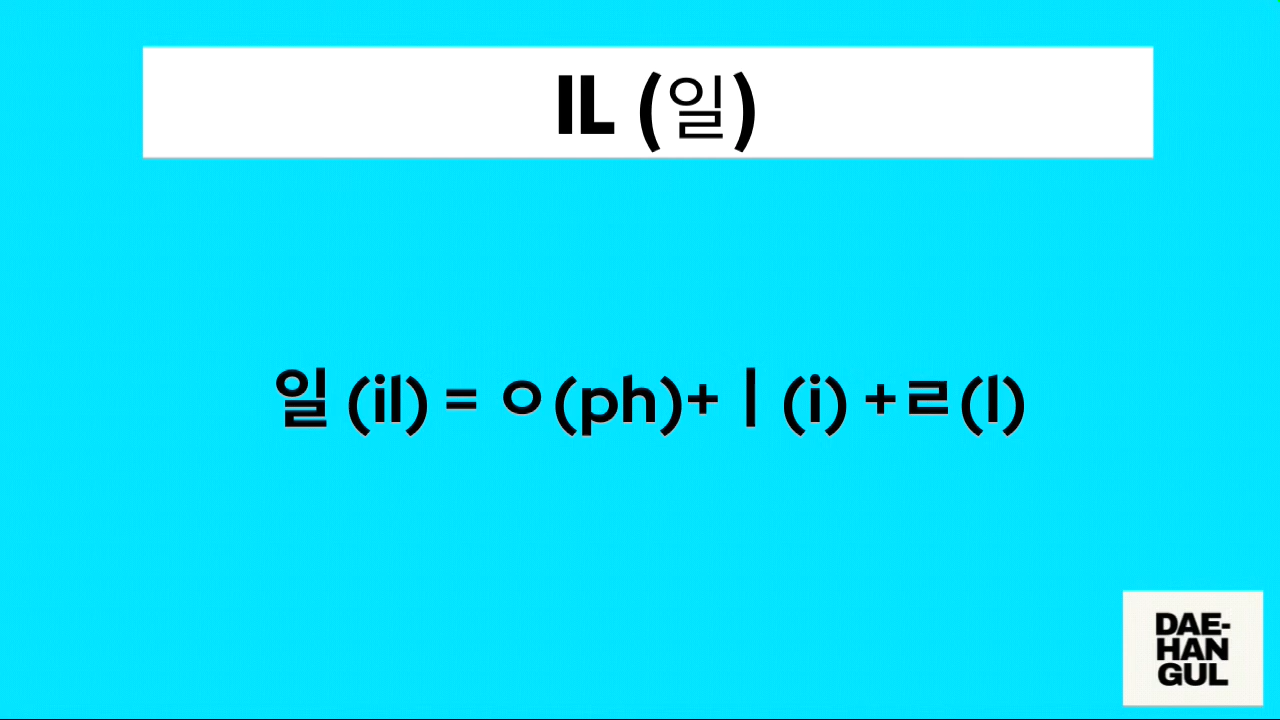 IL (일)
일 (il) = ㅇ(ph)+ㅣ(i) +ㄹ(l)
DAE-
HAN
GUL